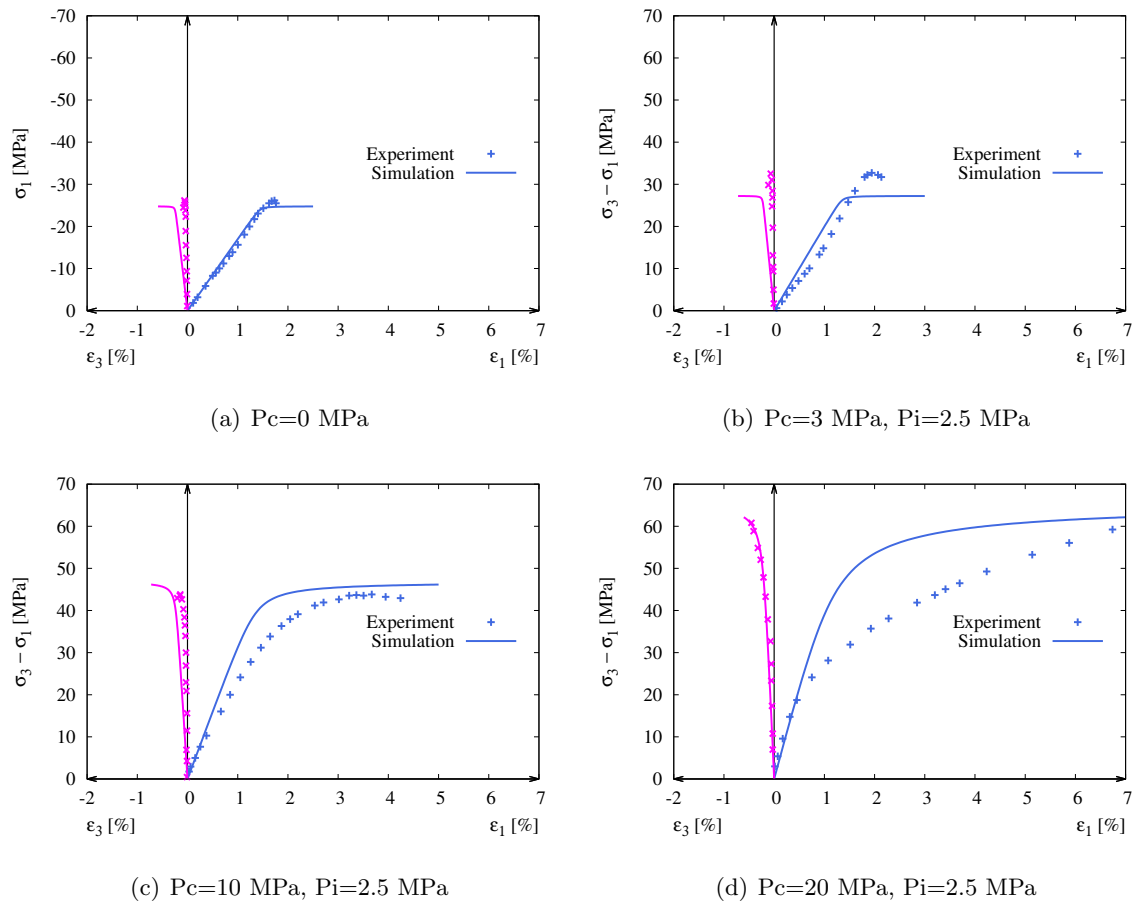 -70
-60
-50
-40
-30
-20
-10
0
σ₁ [MPa]
Experiment
Simulation
-2 -1 0 1 2 3 4 5 6 7
ε₃ [%] ε₁ [%]
(a) Pc=0 MPa
70
60
50
40
30
20
10
0
σ₃ − σ₁ [MPa]
Experiment
Simulation
-2 -1 0 1 2 3 4 5 6 7
ε₃ [%] ε₁ [%]
(b) Pc=3 MPa, Pi=2.5 MPa
70
60
50
40
30
20
10
0
σ₃ − σ₁ [MPa]
Experiment
Simulation
-2 -1 0 1 2 3 4 5 6 7
ε₃ [%] ε₁ [%]
(c) Pc=10 MPa, Pi=2.5 MPa
70
60
50
40
30
20
10
0
σ₃ − σ₁ [MPa]
Experiment
Simulation
-2 -1 0 1 2 3 4 5 6 7
ε₃ [%] ε₁ [%]
(d) Pc=20 MPa, Pi=2.5 MPa